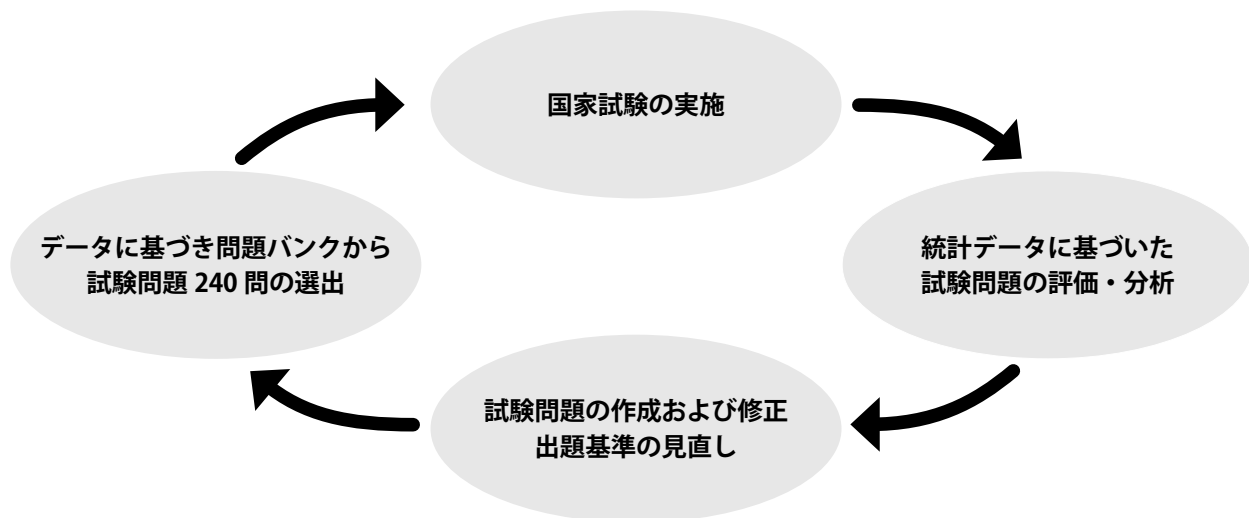 国家試験の実施
統計データに基づいた
試験問題の評価・分析
試験問題の作成および修正
出題基準の見直し
データに基づき問題バンクから
試験問題 240 問の選出